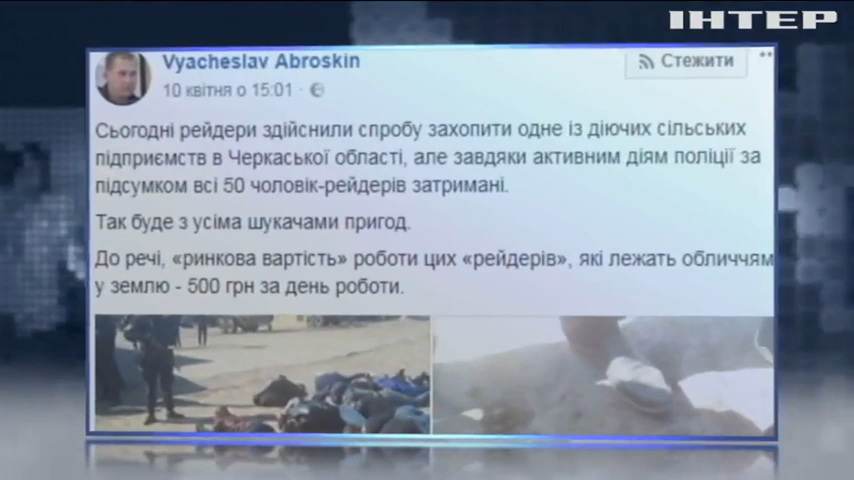 ІНТЕР
Vyacheslav Abroskin
Стежити
10 квітня о 15:01
Сьогодні рейдери здійснили спробу захопити одне із діючих сільських
підприємств в Черкаської області, але завдяки активним діям поліції за
підсумком всі 50 чоловік-рейдерів затримані.
Так буде з усіма шукачами пригод.
До речі, «ринкова вартість» роботи цих «рейдерів», які лежать обличчям
у землю - 500 грн за день роботи.